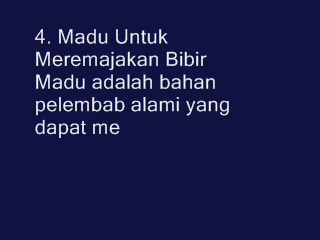 4. Madu Untuk
Meremajakan Bibir
Madu adalah bahan
pelembab alami yang
dapat me